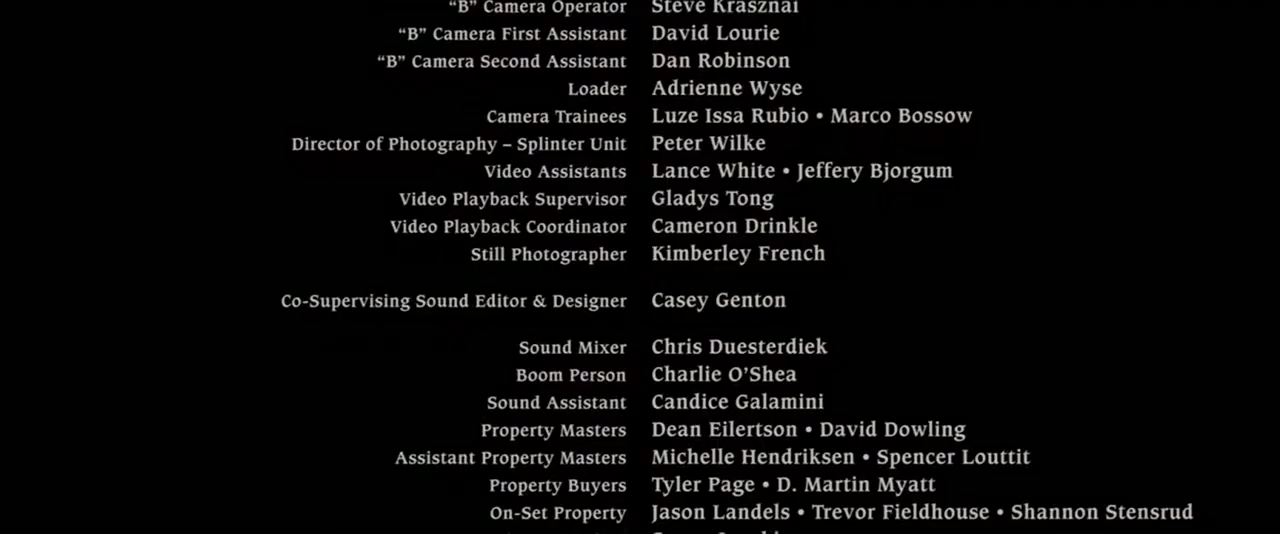 “B” Camera Operator Steve Krasznai
“B” Camera First Assistant David Lourie
“B” Camera Second Assistant Dan Robinson
Loader Adrienne Wyse
Camera Trainees Luze Issa Rubio • Marco Bossow
Director of Photography – Splinter Unit Peter Wilke
Video Assistants Lance White • Jeffery Bjorgum
Video Playback Supervisor Gladys Tong
Video Playback Coordinator Cameron Drinkle
Still Photographer Kimberley French
Co-Supervising Sound Editor & Designer Casey Genton
Sound Mixer Chris Duesterdiek
Boom Person Charlie O’Shea
Sound Assistant Candice Galamini
Property Masters Dean Eilertson • David Dowling
Assistant Property Masters Michelle Hendriksen • Spencer Louttit
Property Buyers Tyler Page • D. Martin Myatt
On-Set Property Jason Landels • Trevor Fieldhouse • Shannon Stensrud